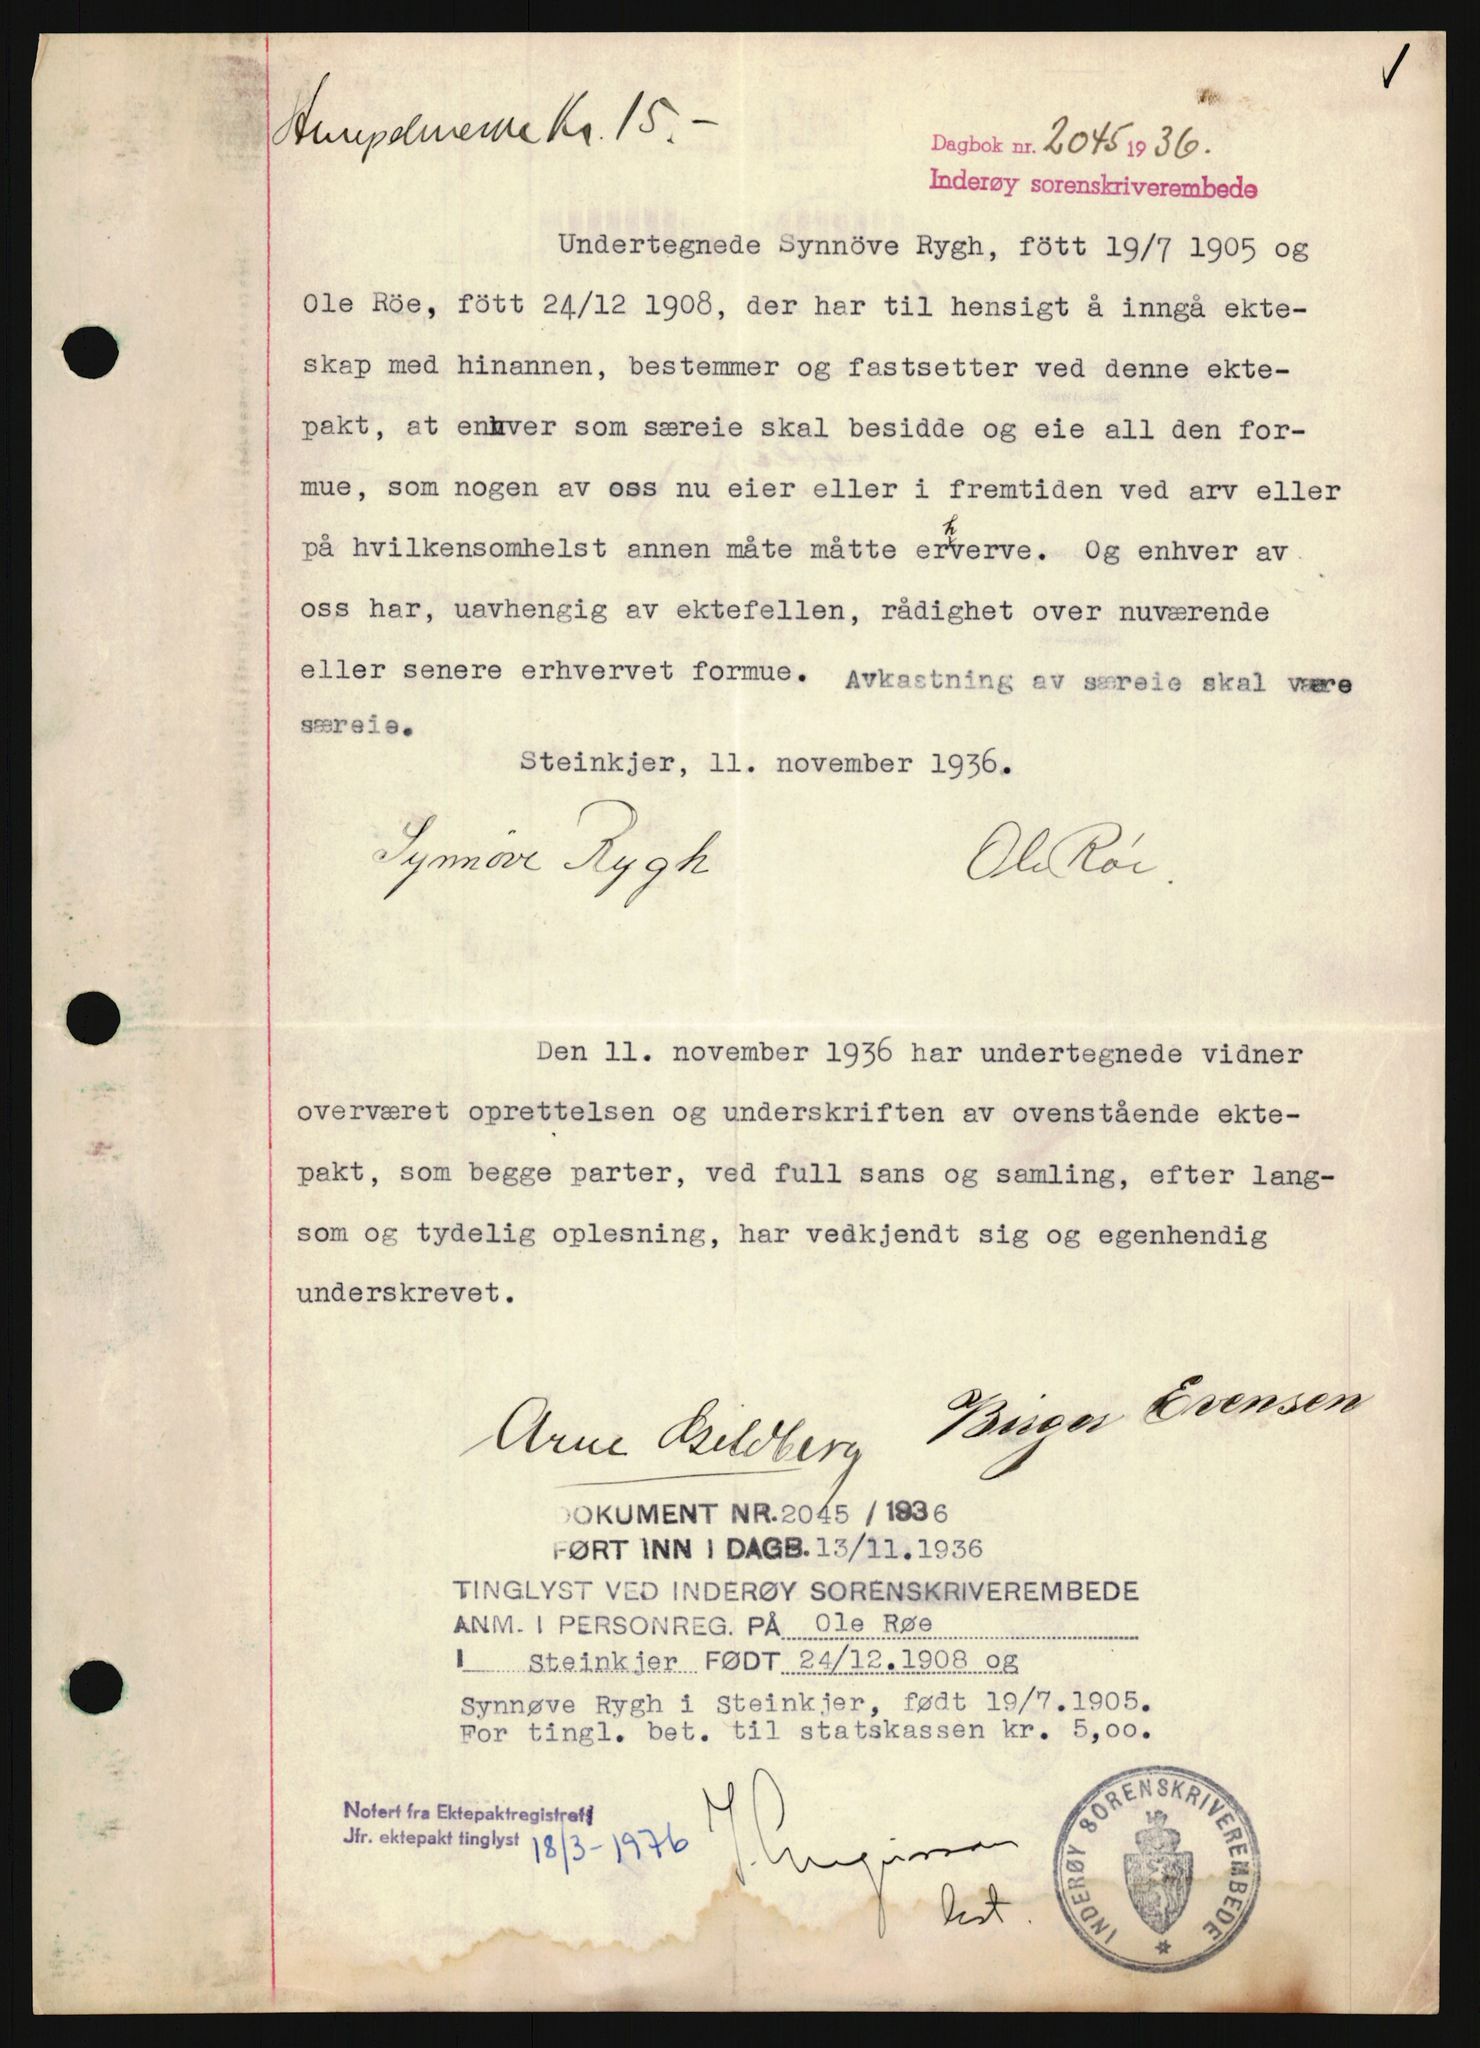 Stempelmerke Kr. 15.-
Dagbok nr. 2045 1936.
Inderøy sorenskriverembede
Undertegnede Synnöve Rygh, fött 19/7 1905 og
Ole Röe, fött 24/12 1908, der har til hensigt å inngå ekte-
skap med hinannen, bestemmer og fastsetter ved denne ekte-
pakt, at enhver som særeie skal besidde og eie all den for-
mue, som nogen av oss nu eier eller i fremtiden ved arv eller
på hvilkensomhelst annen måte måtte erhverve. Og enhver av
oss har, uavhengig av ektefellen, rådighet over nuværende
eller senere erhvervet formue. Avkastning av særeie skal være
særeie.
Steinkjer, 11. november 1936.
Synnöve Rygh Ole Röe.
Den 11. november 1936 har undertegnede vidner
overværet oprettelsen og underskriften av ovenstående ekte-
pakt, som begge parter, ved full sans og samling, efter lang-
som og tydelig oplesning, har vedkjendt sig og egenhendig
underskrevet.
Arne Bildberg Birger Evensen
DOKUMENT NR. 2045 / 1936
FØRT INN I DAGB. 13/11.1936
TINGLYST VED INDERØY SORENSKRIVEREMBEDE
ANM. I PERSONREG. PÅ Ole Røe
I Steinkjer FØDT 24/12.1908 og
Synnøve Rygh i Steinkjer, født 19/7.1905.
For tingl. bet. til statskassen kr. 5,00.
Notert fra Ektepaktregistret
Jfr. ektepakt tinglyst 18/3-1976
INDERØY SORENSKRIVEREMBEDE